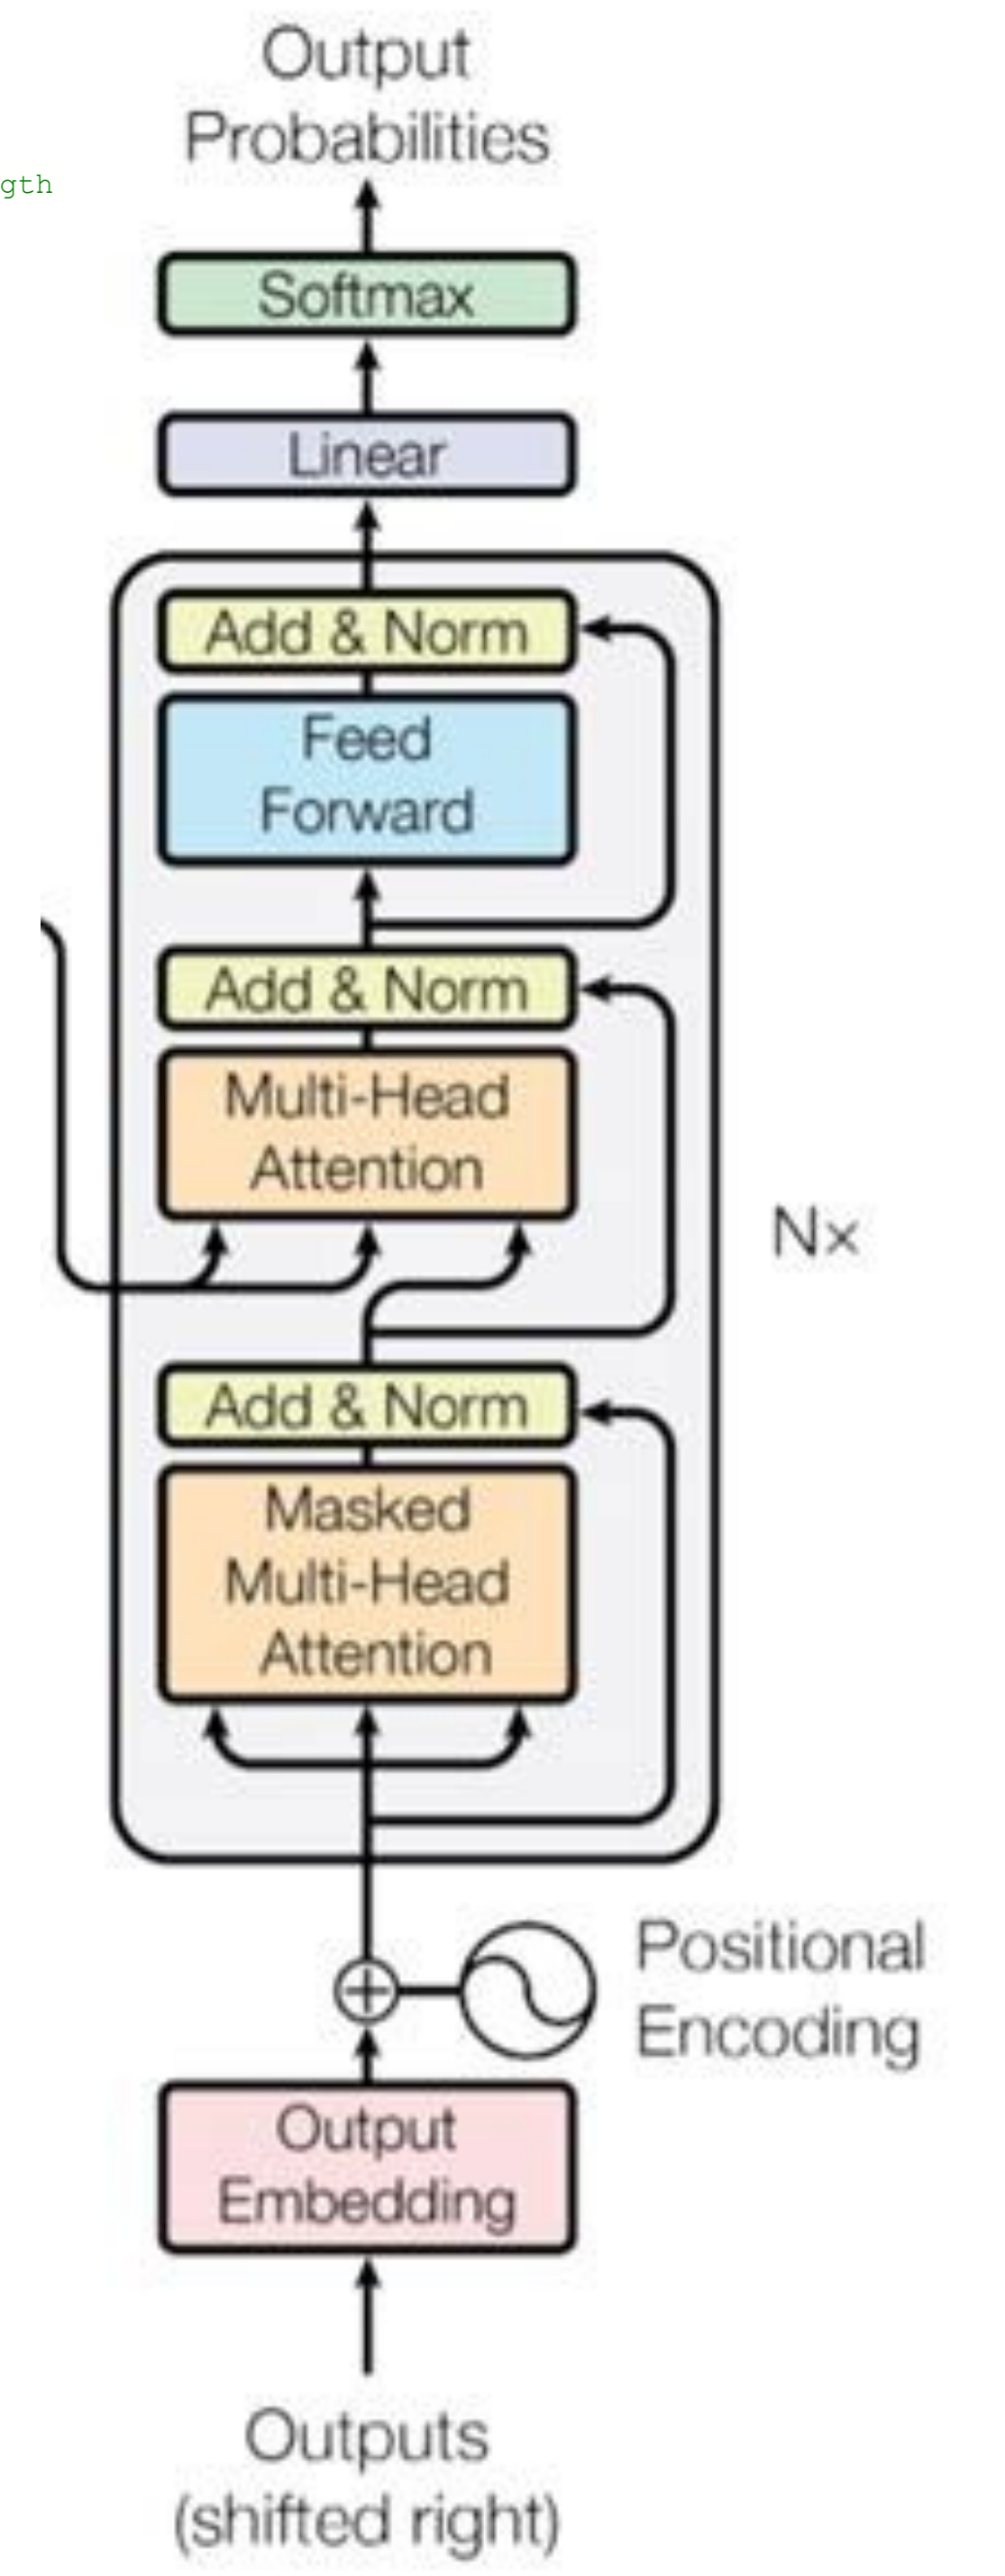 Output
Probabilities
gth
Softmax
Linear
Add & Norm
Feed
Forward
Add & Norm
Multi-Head
Attention
N×
Add & Norm
Masked
Multi-Head
Attention
Positional
Encoding
Output
Embedding
Outputs
(shifted right)